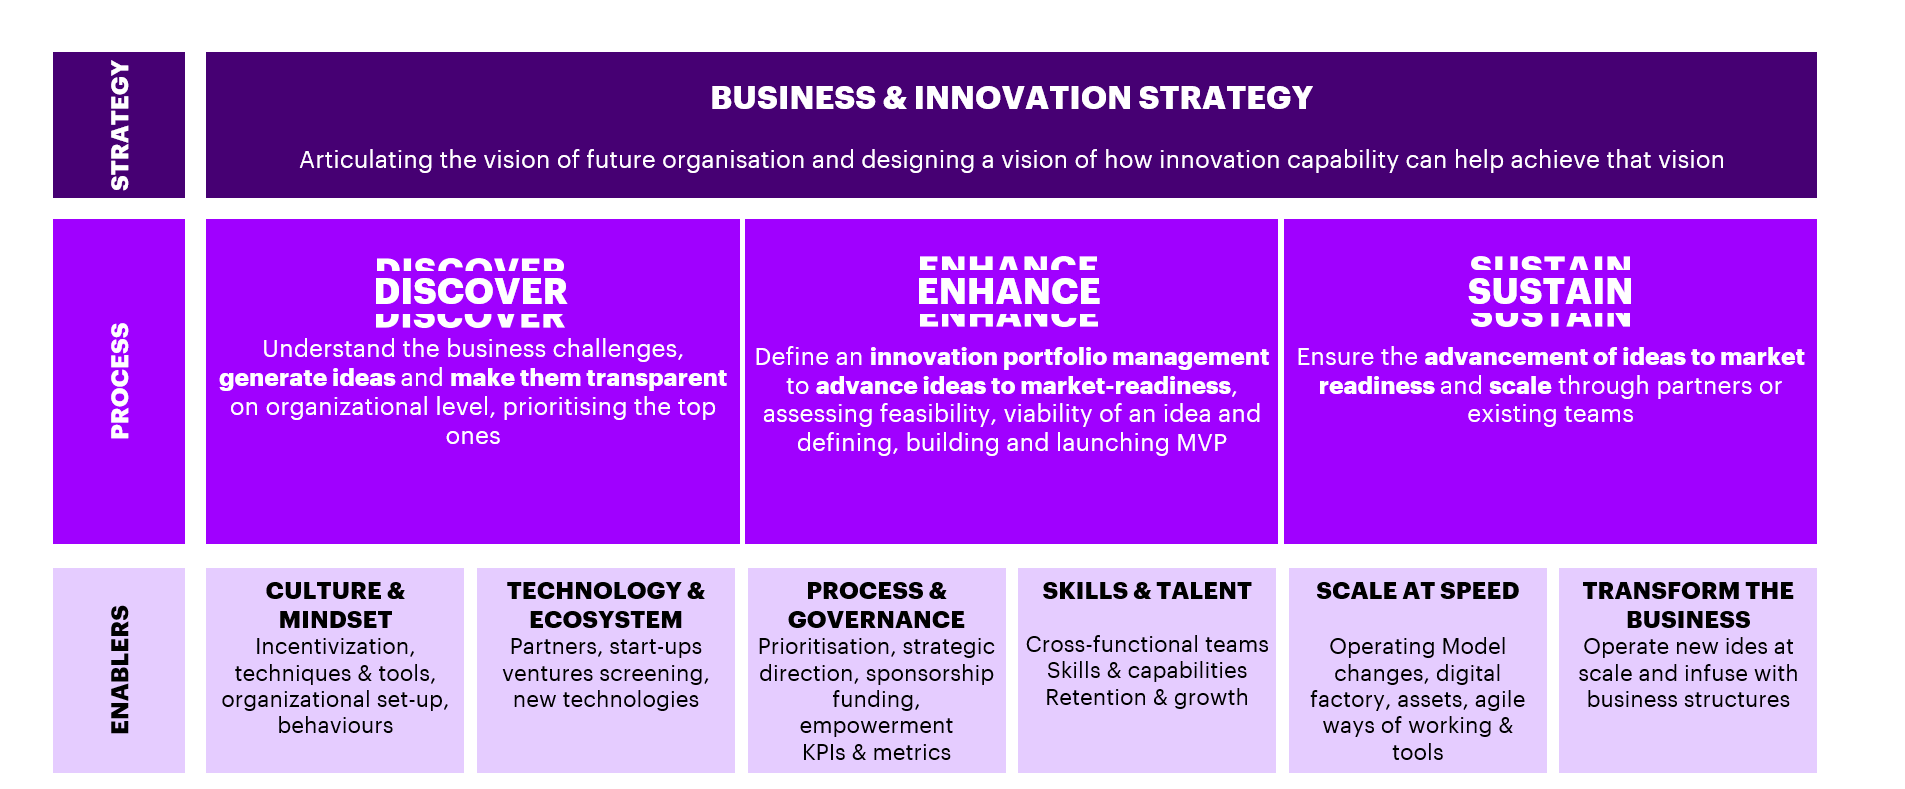 STRATEGY
BUSINESS & INNOVATION STRATEGY
Articulating the vision of future organisation and designing a vision of how innovation capability can help achieve that vision
PROCESS
DISCOVER
DISCOVER
DISCOVER
Understand the business challenges,
generate ideas and make them transparent
on organizational level, prioritising the top
ones
ENHANCE
ENHANCE
ENHANCE
Define an innovation portfolio management
to advance ideas to market-readiness,
assessing feasibility, viability of an idea and
defining, building and launching MVP
SUSTAIN
SUSTAIN
SUSTAIN
Ensure the advancement of ideas to market
readiness and scale through partners or
existing teams
ENABLERS
CULTURE &
MINDSET
Incentivization,
techniques & tools,
organizational set-up,
behaviours
TECHNOLOGY &
ECOSYSTEM
Partners, start-ups
ventures screening,
new technologies
PROCESS &
GOVERNANCE
Prioritisation, strategic
direction, sponsorship
funding,
empowerment
KPIs & metrics
SKILLS & TALENT
Cross-functional teams
Skills & capabilities
Retention & growth
SCALE AT SPEED
Operating Model
changes, digital
factory, assets, agile
ways of working &
tools
TRANSFORM THE
BUSINESS
Operate new ideas at
scale and infuse with
business structures